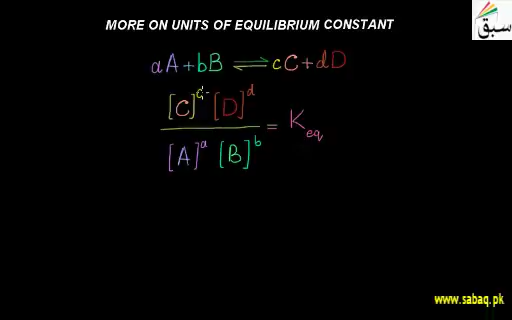 MORE ON UNITS OF EQUILIBRIUM CONSTANT
سبق
aA + bB ⇌ cC + dD
[C]^c [D]^d
= K_eq
[A]^a [B]^b
www.sabaq.pk